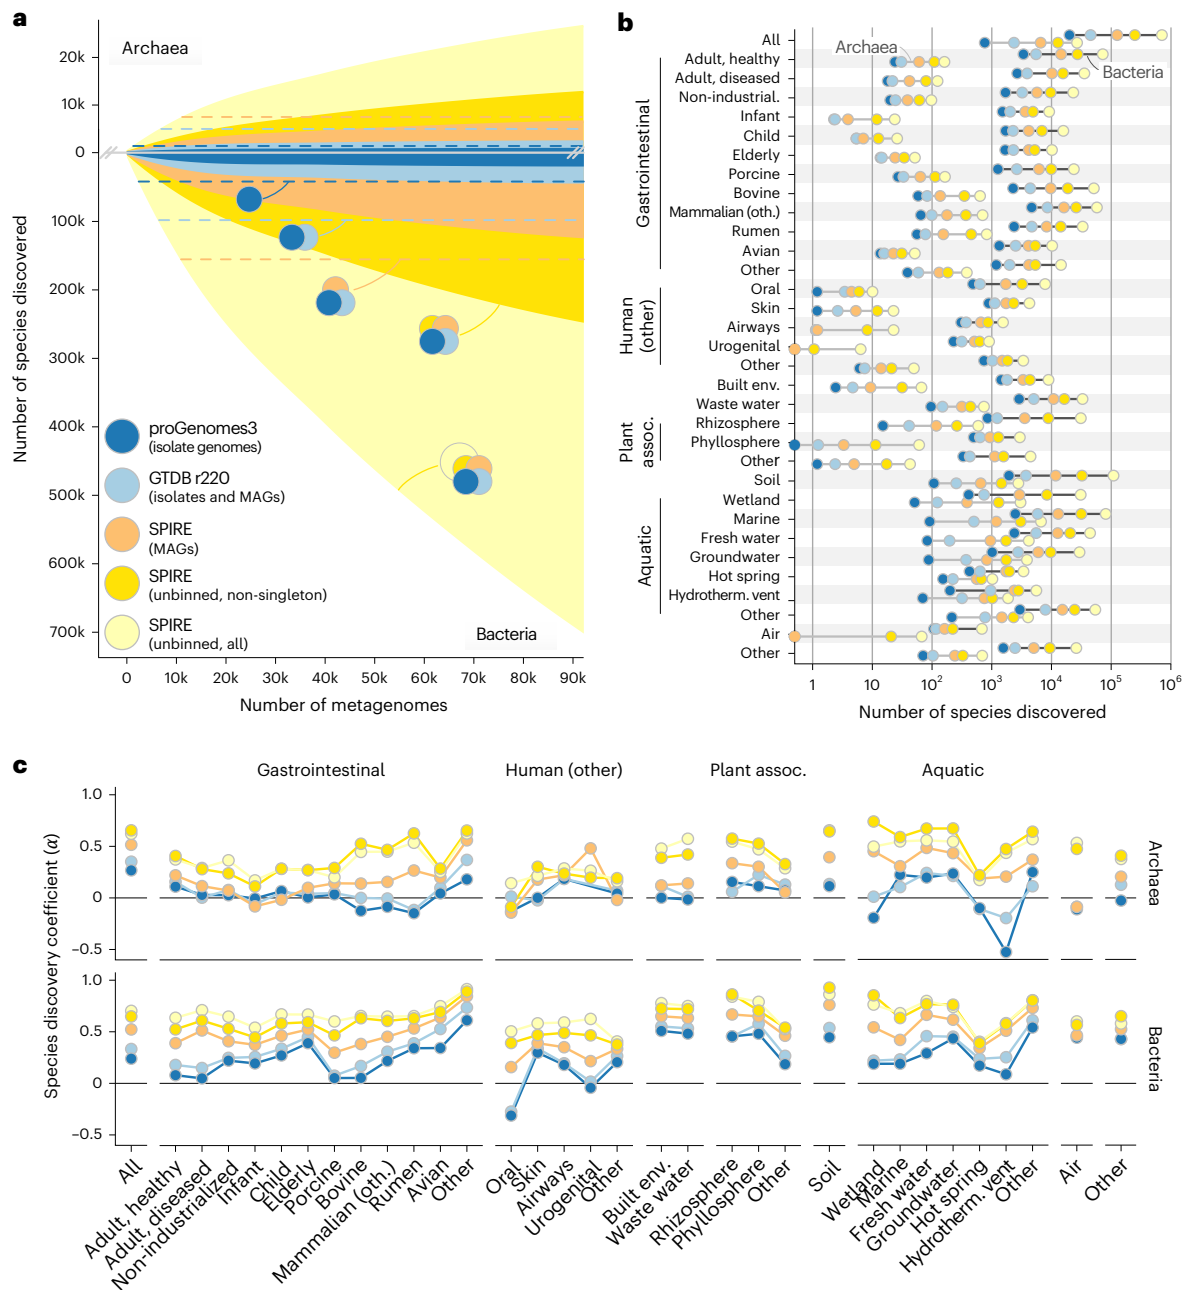 a
Archaea
20k
10k
0
100k
200k
300k
400k
500k
600k
700k
Number of species discovered
proGenomes3
(isolate genomes)
GTDB r220
(isolates and MAGs)
SPIRE
(MAGs)
SPIRE
(unbinned, non-singleton)
SPIRE
(unbinned, all)
Bacteria
0
10k
20k
30k
40k
50k
60k
70k
80k
90k
Number of metagenomes
b
All
Adult, healthy
Adult, diseased
Non-industrial.
Infant
Child
Elderly
Porcine
Bovine
Mammalian (oth.)
Rumen
Avian
Other
Oral
Skin
Airways
Urogenital
Other
Built env.
Waste water
Rhizosphere
Phyllosphere
Other
Soil
Wetland
Marine
Fresh water
Groundwater
Hot spring
Hydrotherm. vent
Other
Air
Other
Gastrointestinal
Human
(other)
Plant
assoc.
Aquatic
Archaea
Bacteria
1
10
10²
10³
10⁴
10⁵
10⁶
Number of species discovered
c
Gastrointestinal
Human (other)
Plant assoc.
Aquatic
Species discovery coefficient (α)
1.0
0.5
0
–0.5
Archaea
1.0
0.5
0
–0.5
Bacteria
All
Adult, healthy
Adult, diseased
Non-industrialized
Infant
Child
Elderly
Porcine
Bovine
Mammalian (oth.)
Rumen
Avian
Other
Oral
Skin
Airways
Urogenital
Other
Built env.
Waste water
Rhizosphere
Phyllosphere
Other
Soil
Wetland
Marine
Fresh water
Groundwater
Hot spring
Hydrotherm. vent
Other
Air
Other